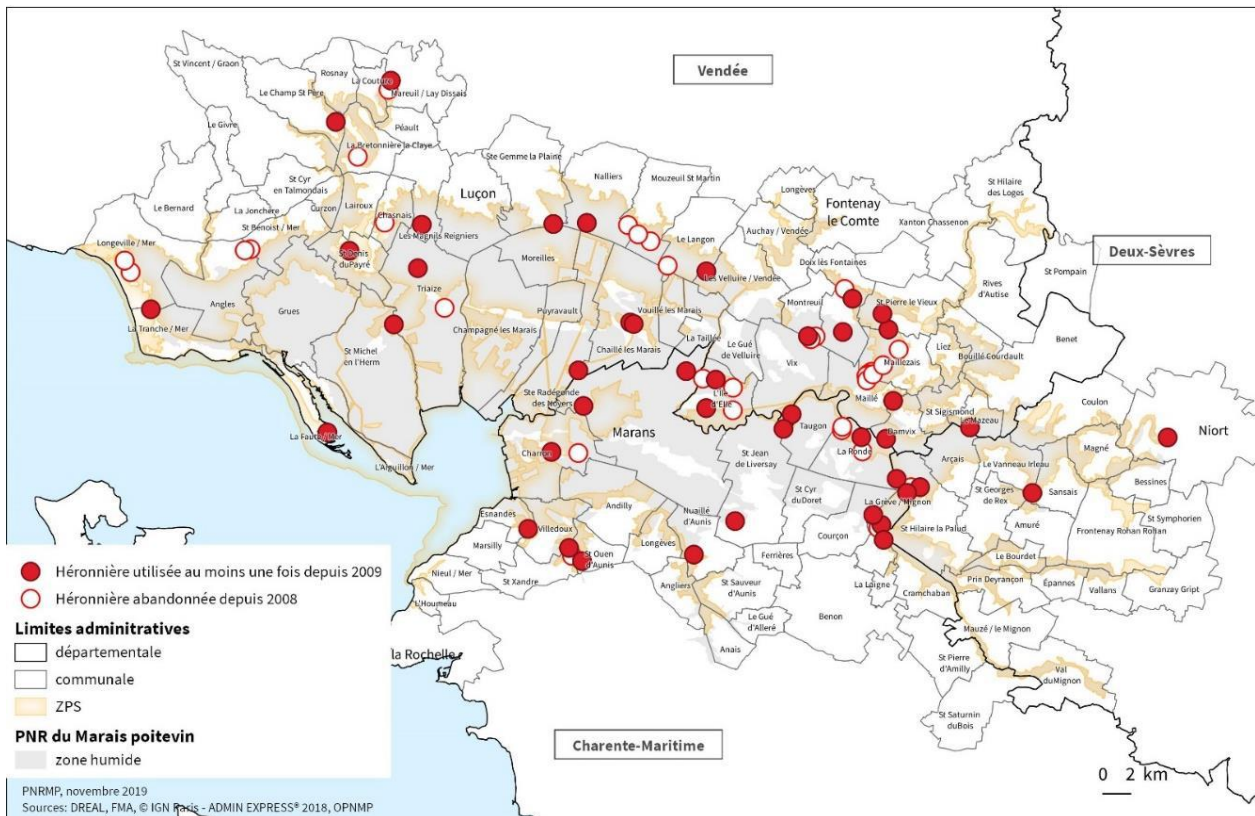 Vendée
St Vincent / Graon
Rosnay
La Couture
Le Champ St Père
Mareuil / Lay Dissais
Le Givre
Péault
La Bretonnière la Claye
Ste Gemme la Plaine
Nalliers
Mouzeuil St Martin
St Cyr
en Talmondais
Luçon
Longèves
St Hilaire
des Loges
Le Bernard
La Jonchere
Curzon
Lairoux
Chasnais
Fontenay
le Comte
Xanton Chassenon
St Benoist / Mer
Les Magnils Reigniers
Auchay / Vendée
Longeville / Mer
St Denis
du Payré
Moreilles
Le Langon
Deux-Sèvres
Triaize
Les Velluire / Vendée
Doix lès Fontaines
St Pompain
Rives
d'Autise
Angles
Grues
Puyravault
Vouillé les Marais
Montreuil
St Pierre le Vieux
La Tranche / Mer
Champagné les Marais
Chaillé les Marais
La Taillée
Le Gué
de Velluire
Vix
Liez
Bouillé Courdault
Benet
St Michel
en l'Herm
Maillezais
Ste Radégonde
des Noyers
L'Île
d'Elle
Maillé
St Sigismond
Coulon
La Faute / Mer
Marans
Taugon
Damvix
Le Mazeau
Magné
Niort
L'Aiguillon / Mer
Charron
St Jean
de Liversay
La Ronde
Arçais
Le Vanneau Irleau
Bessines
St Cyr
du Doret
La Grève / Mignon
St Georges
de Rex
Sansais
Esnandes
Andilly
Nuaillé
d'Aunis
St Hilaire la Palud
Amuré
St Symphorien
Frontenay Rohan Rohan
Villedoux
Marsilly
Longèves
Courçon
Le Bourdet
St Ouen
d'Aunis
Ferrières
Nieul / Mer
St Xandre
Angliers
St Sauveur
d'Aunis
La Laigne
Cramchaban
Prin Deyrançon
Épannes
Vallans
Granzay Gript
L'Houmeau
Le Gué
d'Alleré
Benon
Mauzé / le Mignon
la Rochelle
Anais
St Pierre
d'Amilly
Val
du Mignon
St Saturnin
du Bois
Charente-Maritime
0 2 km
Héronnière utilisée au moins une fois depuis 2009
Héronnière abandonnée depuis 2008
Limites adminitratives
départementale
communale
ZPS
PNR du Marais poitevin
zone humide
PNRMP, novembre 2019
Sources: DREAL, FMA, © IGN Paris - ADMIN EXPRESS® 2018, OPNMP